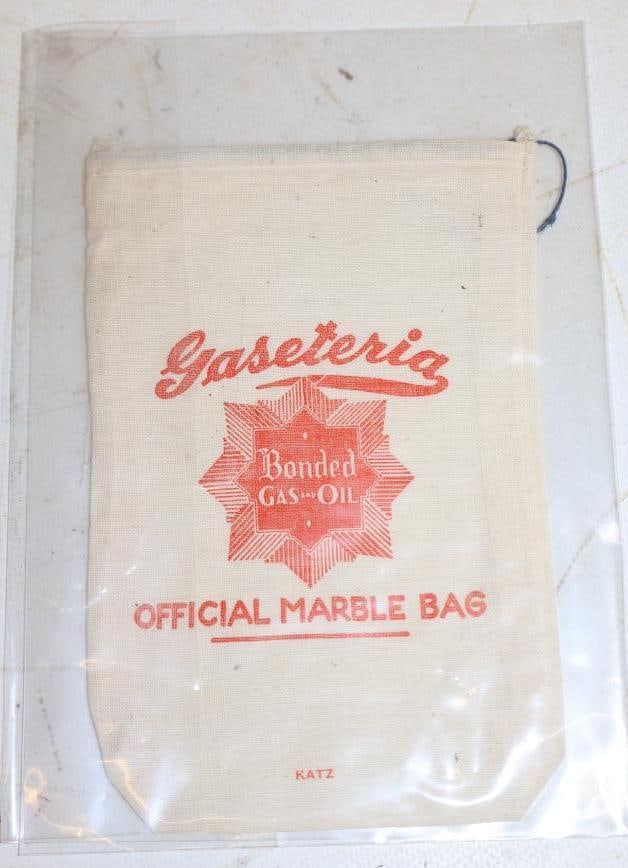 Gaseteria
Bonded
GAS AND OIL
OFFICIAL MARBLE BAG
KATZ